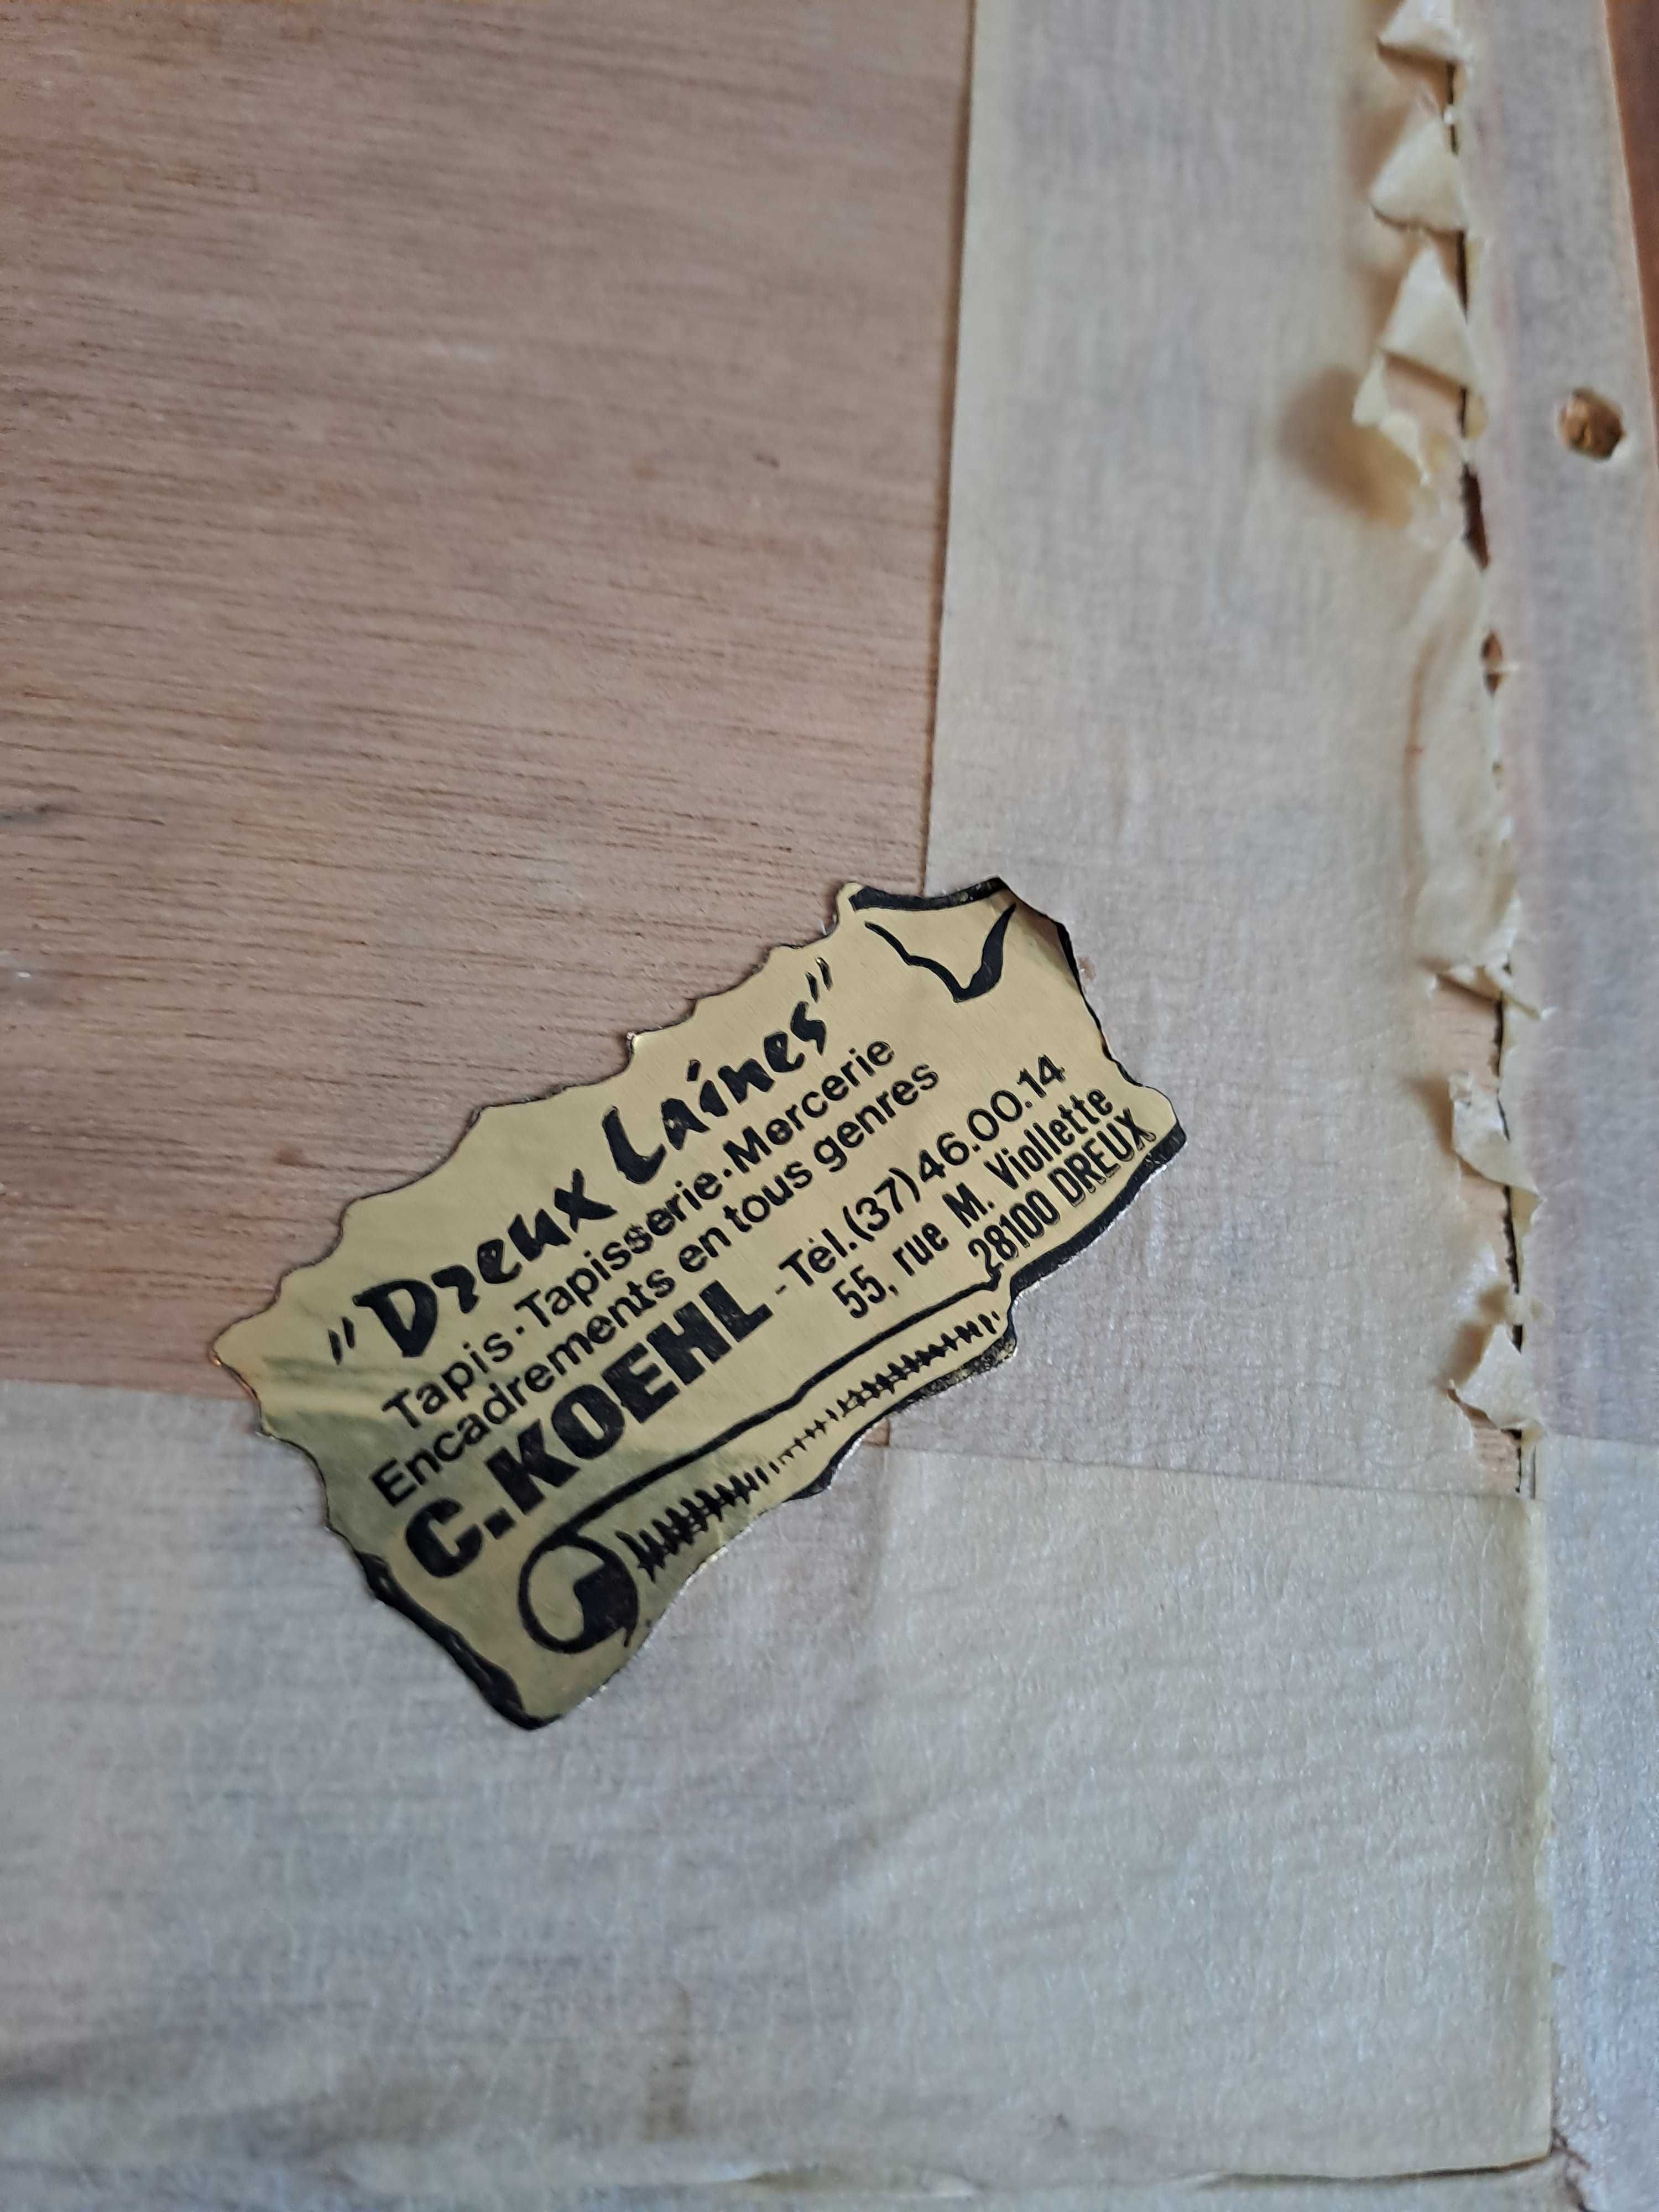 "Dreux Laines"
Tapis - Tapisserie - Mercerie
Encadrements en tous genres
C. KOEHL - Tél. (37) 46.00.14
55, rue M. Viollette
28100 DREUX